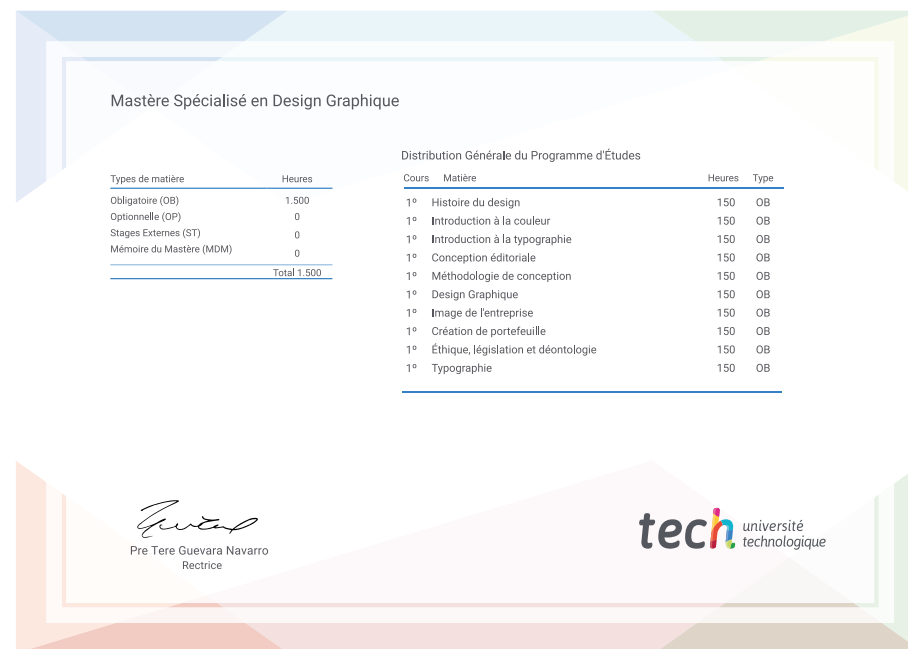 Mastère Spécialisé en Design Graphique
Types de matière Heures
Obligatoire (OB) 1.500
Optionnelle (OP) 0
Stages Externes (ST) 0
Mémoire du Mastère (MDM) 0
Total 1.500
Distribution Générale du Programme d'Études
Cours Matière Heures Type
1º Histoire du design 150 OB
1º Introduction à la couleur 150 OB
1º Introduction à la typographie 150 OB
1º Conception éditoriale 150 OB
1º Méthodologie de conception 150 OB
1º Design Graphique 150 OB
1º Image de l'entreprise 150 OB
1º Création de portefeuille 150 OB
1º Éthique, législation et déontologie 150 OB
1º Typographie 150 OB
Pre Tere Guevara Navarro
Rectrice
tech université
technologique